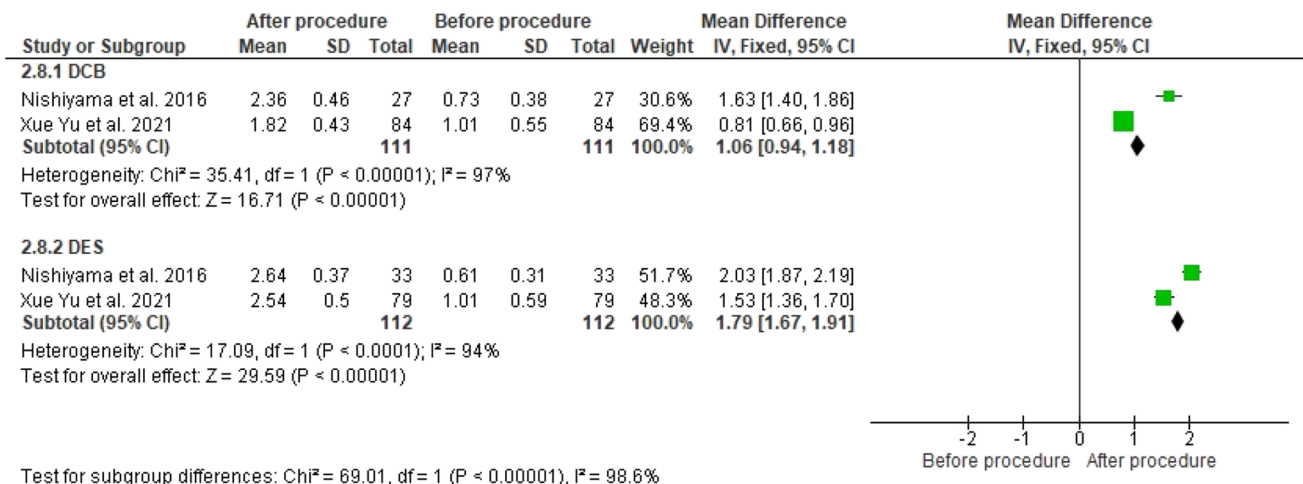 After procedure Before procedure Mean Difference Mean Difference
Study or Subgroup Mean SD Total Mean SD Total Weight IV, Fixed, 95% CI IV, Fixed, 95% CI
2.8.1 DCB
Nishiyama et al. 2016 2.36 0.46 27 0.73 0.38 27 30.6% 1.63 [1.40, 1.86]
Xue Yu et al. 2021 1.82 0.43 84 1.01 0.55 84 69.4% 0.81 [0.66, 0.96]
Subtotal (95% CI) 111 111 100.0% 1.06 [0.94, 1.18]
Heterogeneity: Chi² = 35.41, df = 1 (P < 0.00001); I² = 97%
Test for overall effect: Z = 16.71 (P < 0.00001)
2.8.2 DES
Nishiyama et al. 2016 2.64 0.37 33 0.61 0.31 33 51.7% 2.03 [1.87, 2.19]
Xue Yu et al. 2021 2.54 0.5 79 1.01 0.59 79 48.3% 1.53 [1.36, 1.70]
Subtotal (95% CI) 112 112 100.0% 1.79 [1.67, 1.91]
Heterogeneity: Chi² = 17.09, df = 1 (P < 0.0001); I² = 94%
Test for overall effect: Z = 29.59 (P < 0.00001)
-2 -1 0 1 2
Before procedure After procedure
Test for subgroup differences: Chi² = 69.01, df = 1 (P < 0.00001), I² = 98.6%